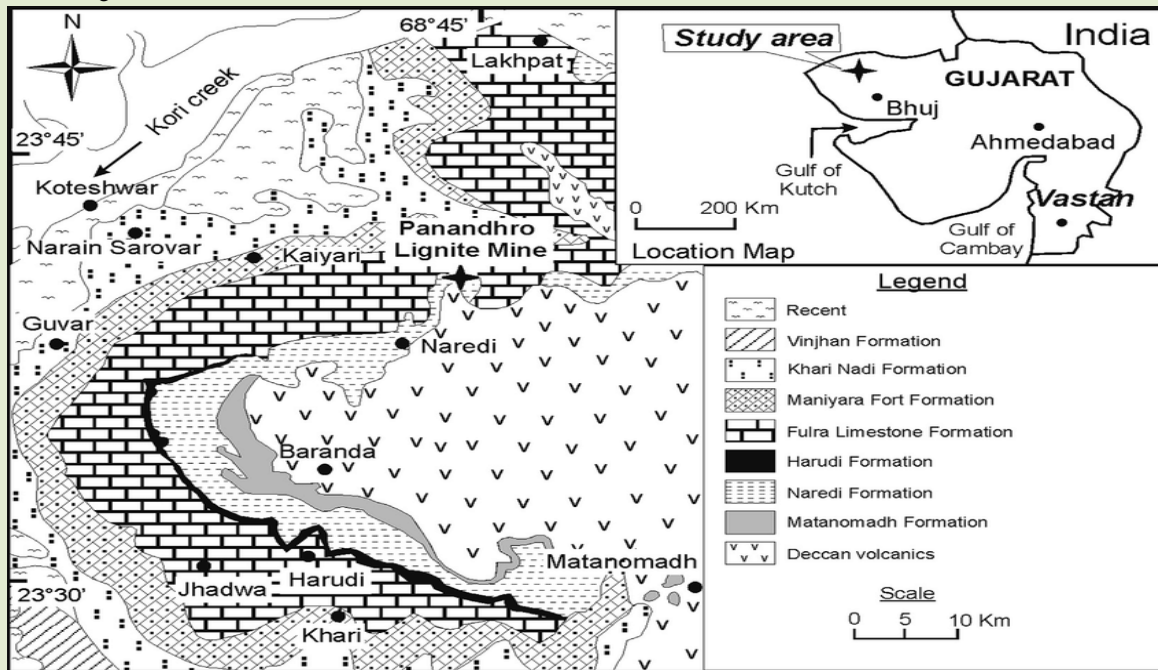 N
68°45'
Lakhpat
Kori creek
23°45'
Koteshwar
Narain Sarovar
Kaiyari
Panandhro
Lignite Mine
Guvar
Naredi
Baranda
Matanomadh
Harudi
Jhadwa
23°30'
Khari
Study area
India
GUJARAT
Bhuj
Ahmedabad
Gulf of
Kutch
Vastan
0 200 Km
Gulf of
Cambay
Location Map
Legend
Recent
Vinjhan Formation
Khari Nadi Formation
Maniyara Fort Formation
Fulra Limestone Formation
Harudi Formation
Naredi Formation
Matanomadh Formation
Deccan volcanics
Scale
0 5 10 Km